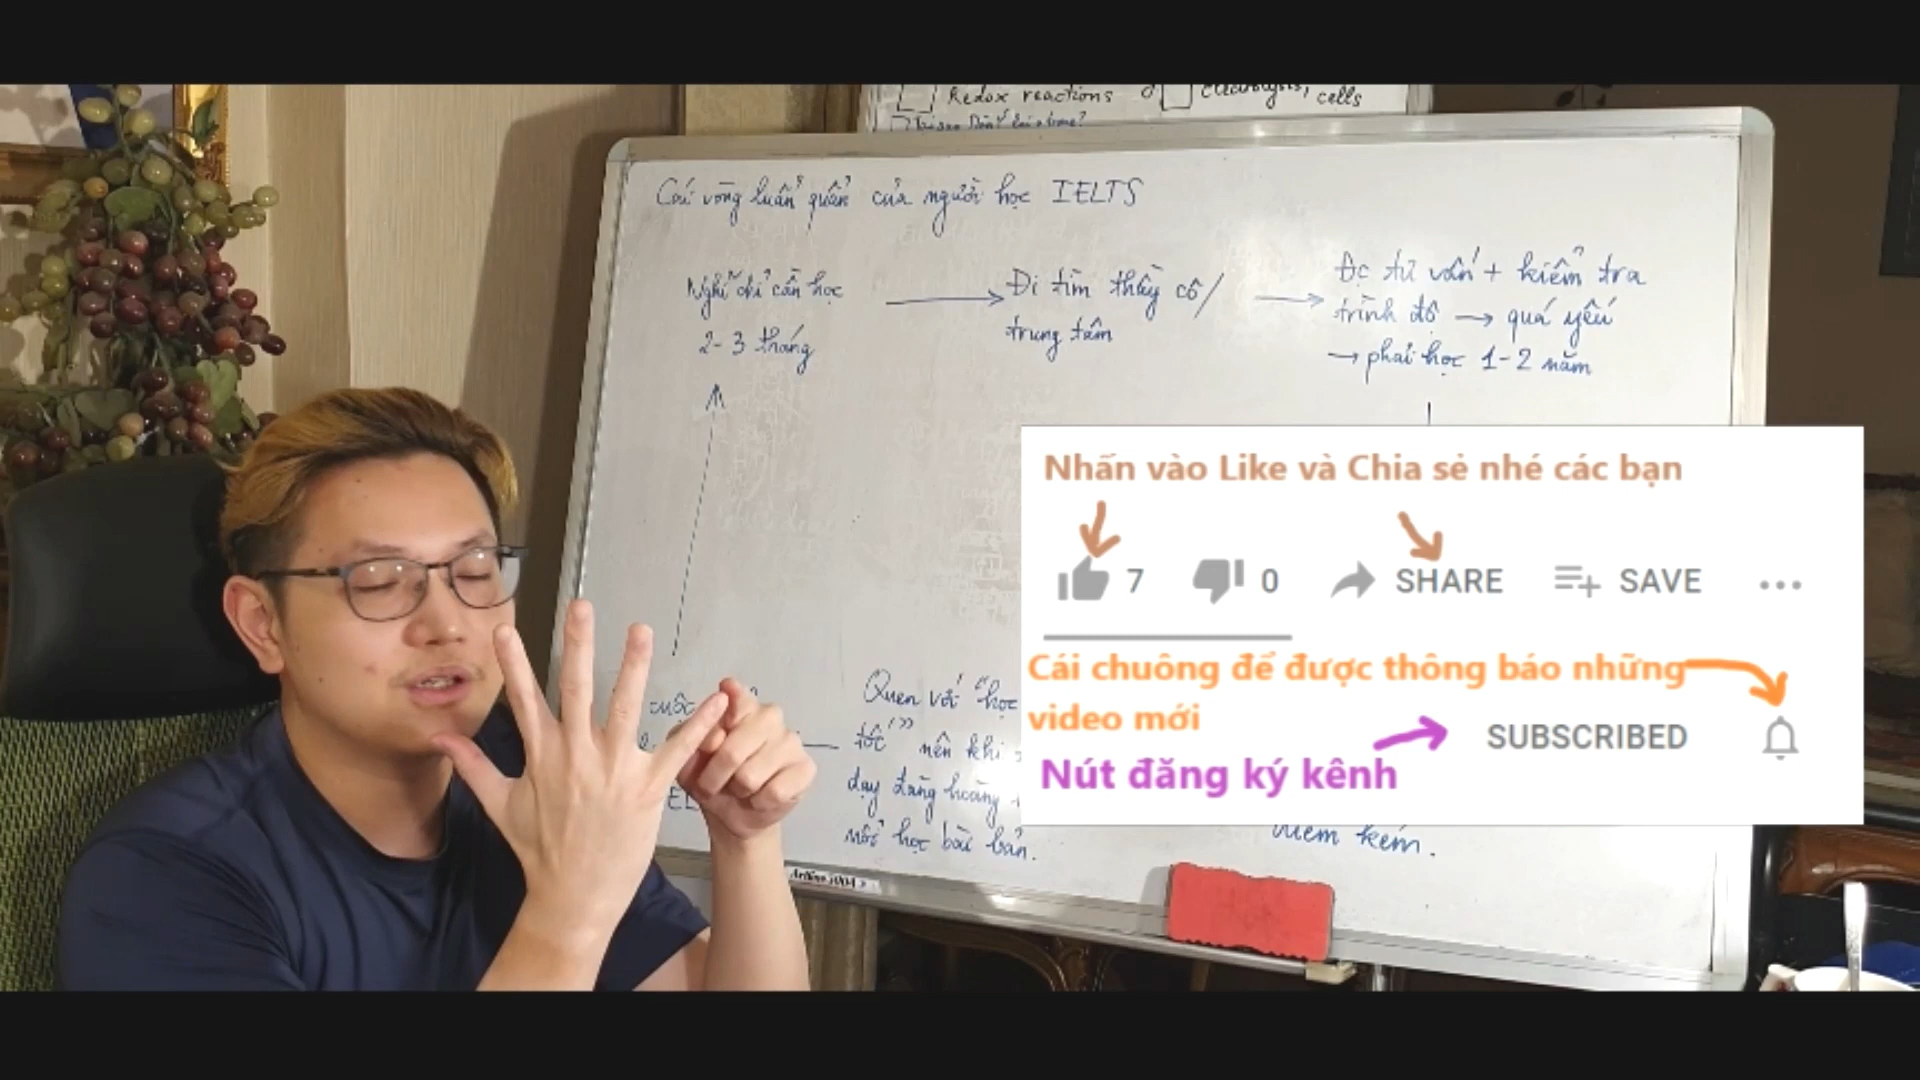 Redox reactions
cells
Cái vòng luẩn quẩn của người học IELTS
Nghĩ chỉ cần học
2-3 tháng
Đi tìm thầy cô/
trung tâm
Đc tư vấn + kiểm tra
trình độ → quá yếu
→ phải học 1-2 năm
Nhấn vào Like và Chia sẻ nhé các bạn
7 0 SHARE SAVE ...
Cái chuông để được thông báo những
video mới
SUBSCRIBED
Nút đăng ký kênh
cuộc
Quen với "học
tốc" nên khi
dạy đàng hoàng
mồi học bài bản.
kém.